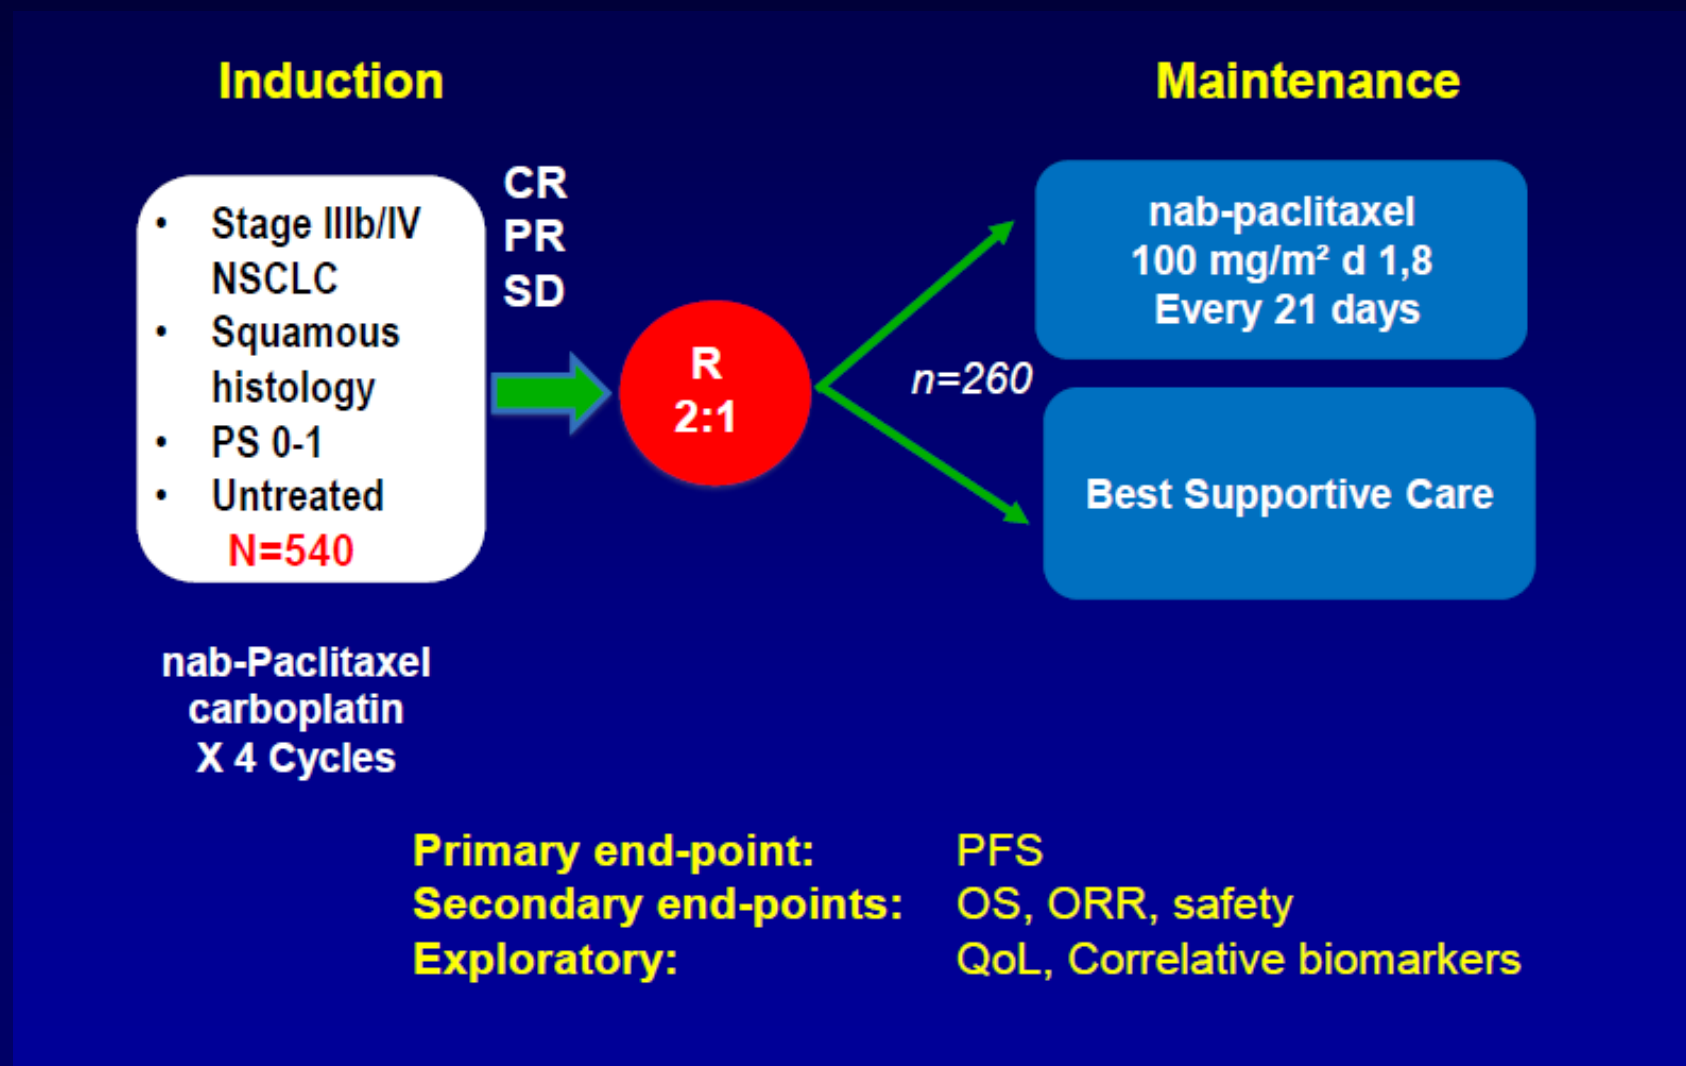 Induction
Maintenance
• Stage IIIb/IV
NSCLC
• Squamous
histology
• PS 0-1
• Untreated
N=540
CR
PR
SD
R
2:1
n=260
nab-paclitaxel
100 mg/m² d 1,8
Every 21 days
Best Supportive Care
nab-Paclitaxel
carboplatin
X 4 Cycles
Primary end-point: PFS
Secondary end-points: OS, ORR, safety
Exploratory: QoL, Correlative biomarkers